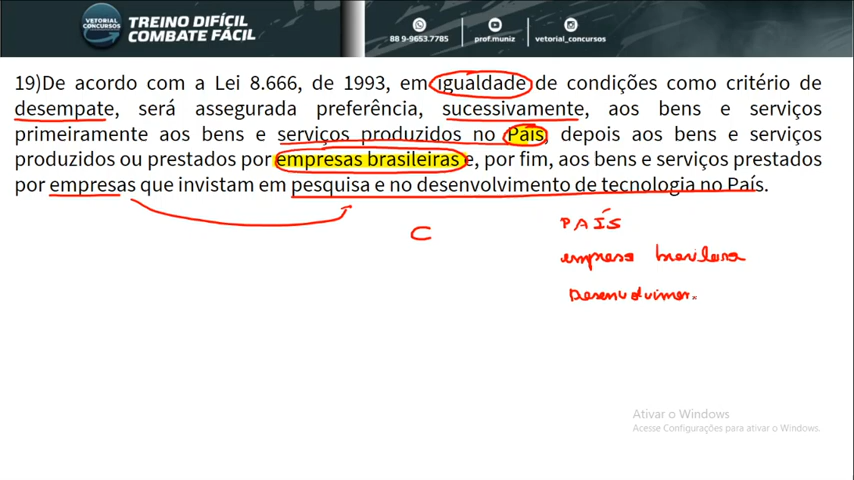 VETORIAL
CONCURSOS
TREINO DIFÍCIL
COMBATE FÁCIL
88 9-9653.7785
prof.muniz
vetorial_concursos
19)De acordo com a Lei 8.666, de 1993, em igualdade de condições como critério de
desempate, será assegurada preferência, sucessivamente, aos bens e serviços
primeiramente aos bens e serviços produzidos no País, depois aos bens e serviços
produzidos ou prestados por empresas brasileiras e, por fim, aos bens e serviços prestados
por empresas que invistam em pesquisa e no desenvolvimento de tecnologia no País.
C
PAÍS
empresa brasileira
Desenvolvimen
Ativar o Windows
Acesse Configurações para ativar o Windows.